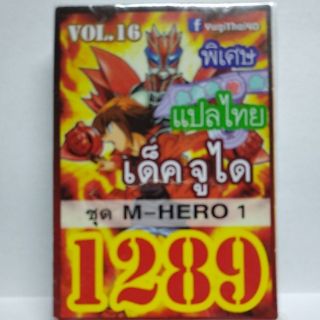 VOL.16
YugiThai4D
พิเศษ
แปลไทย
เด็ค จูได
ชุด M-HERO 1
1289